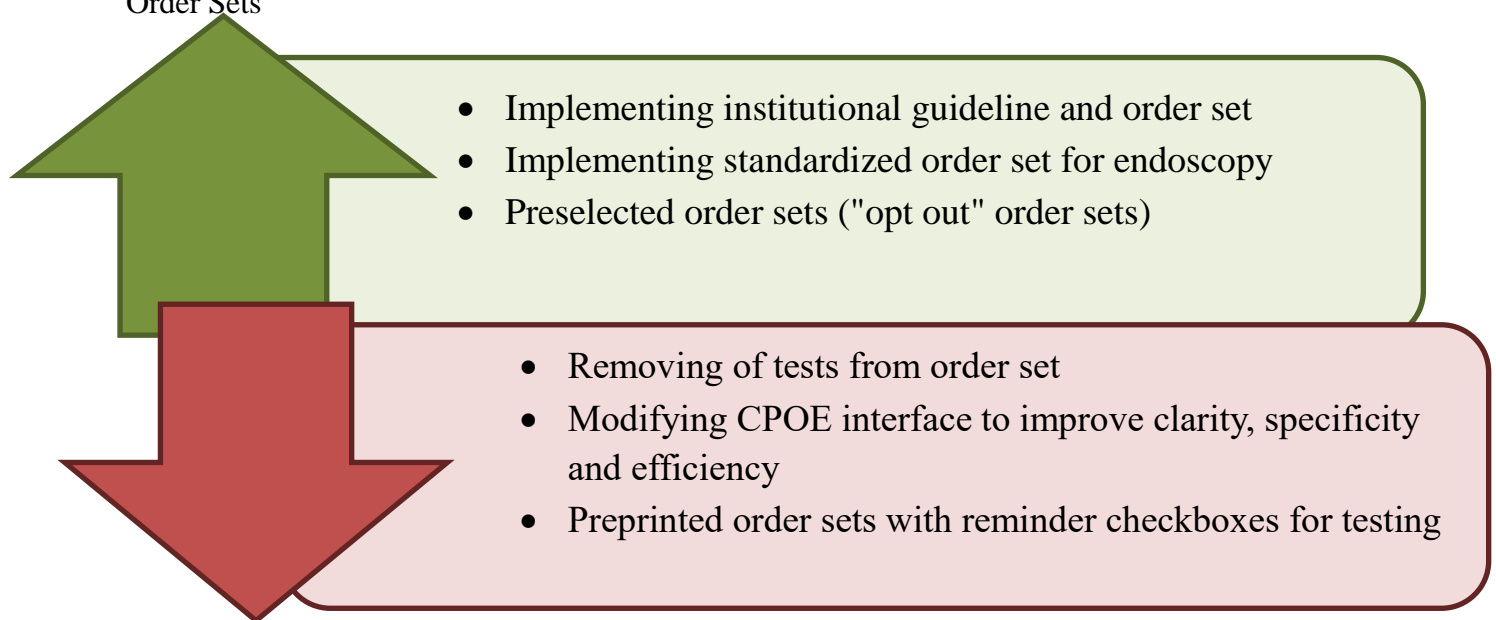 Order Sets
• Implementing institutional guideline and order set
• Implementing standardized order set for endoscopy
• Preselected order sets ("opt out" order sets)
• Removing of tests from order set
• Modifying CPOE interface to improve clarity, specificity
and efficiency
• Preprinted order sets with reminder checkboxes for testing